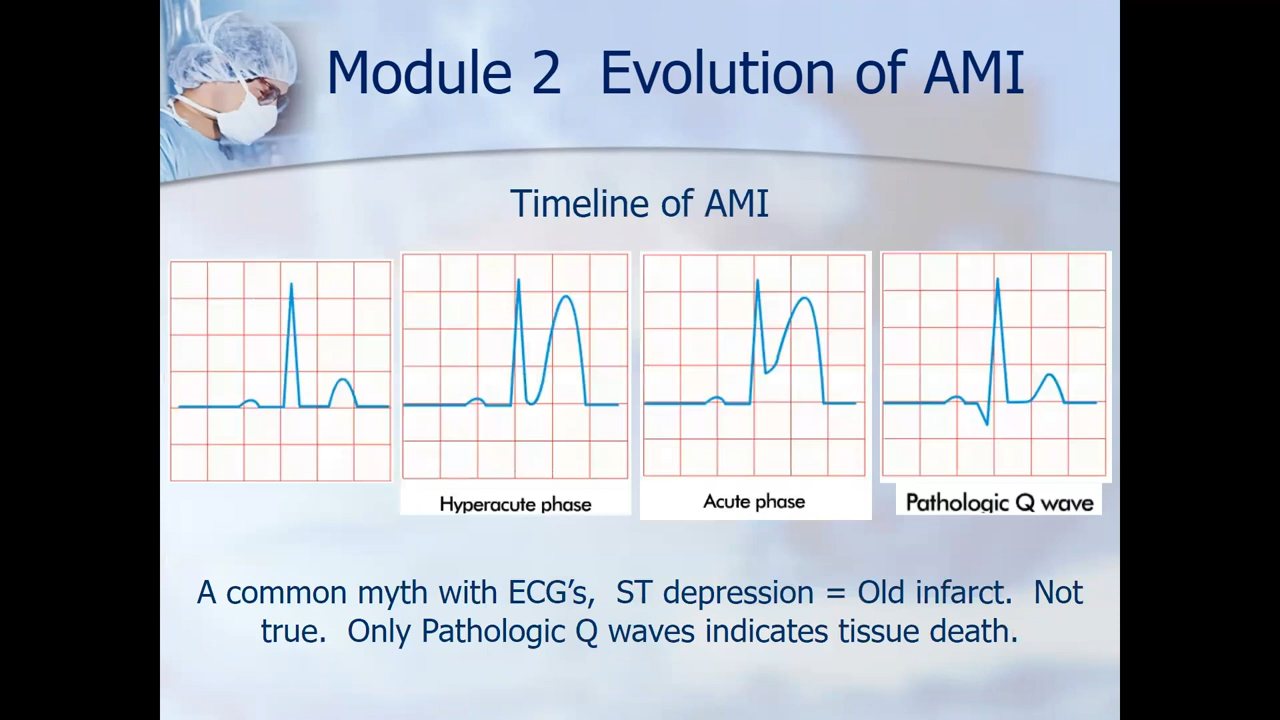 Module 2  Evolution of AMI
Timeline of AMI
Hyperacute phase
Acute phase
Pathologic Q wave
A common myth with ECG’s,  ST depression = Old infarct.  Not
true.  Only Pathologic Q waves indicates tissue death.